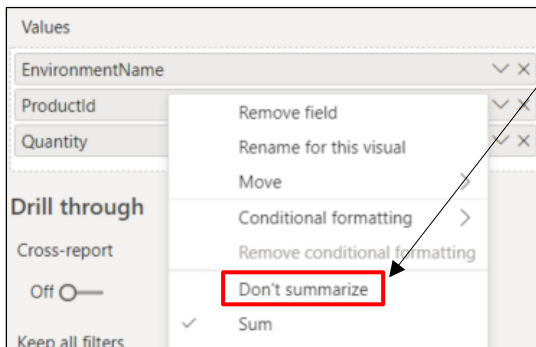 Values
EnvironmentName
ProductId
Quantity
Remove field
Rename for this visual
Move
Conditional formatting
Remove conditional formatting
Don't summarize
Sum
Drill through
Cross-report
Off
Keep all filters